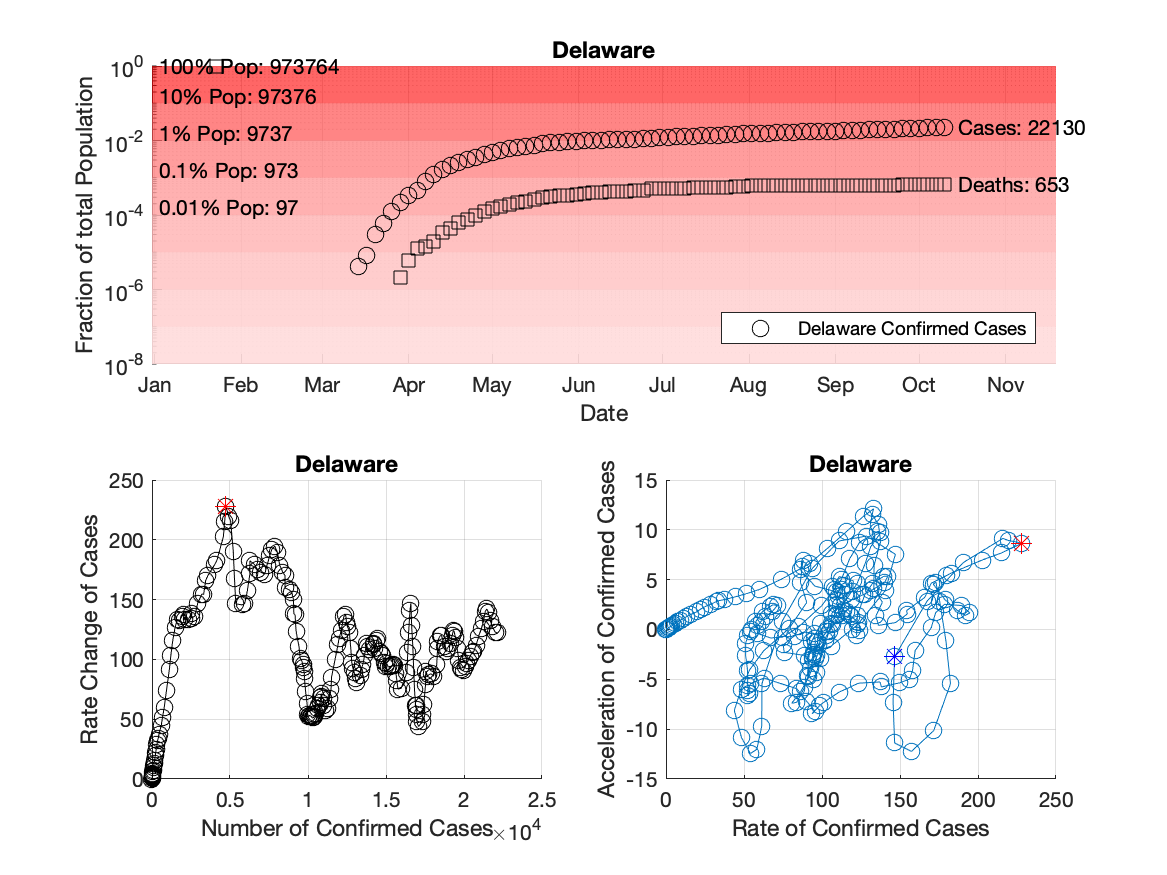 Delaware
Fraction of total Population
10^0
10^-2
10^-4
10^-6
10^-8
100% Pop: 973764
10% Pop: 97376
1% Pop: 9737
0.1% Pop: 973
0.01% Pop: 97
Cases: 22130
Deaths: 653
Delaware Confirmed Cases
Jan Feb Mar Apr May Jun Jul Aug Sep Oct Nov
Date
Delaware
Rate Change of Cases
250
200
150
100
50
0
0 0.5 1 1.5 2 2.5
Number of Confirmed Cases ×10^4
Delaware
Acceleration of Confirmed Cases
15
10
5
0
-5
-10
-15
0 50 100 150 200 250
Rate of Confirmed Cases